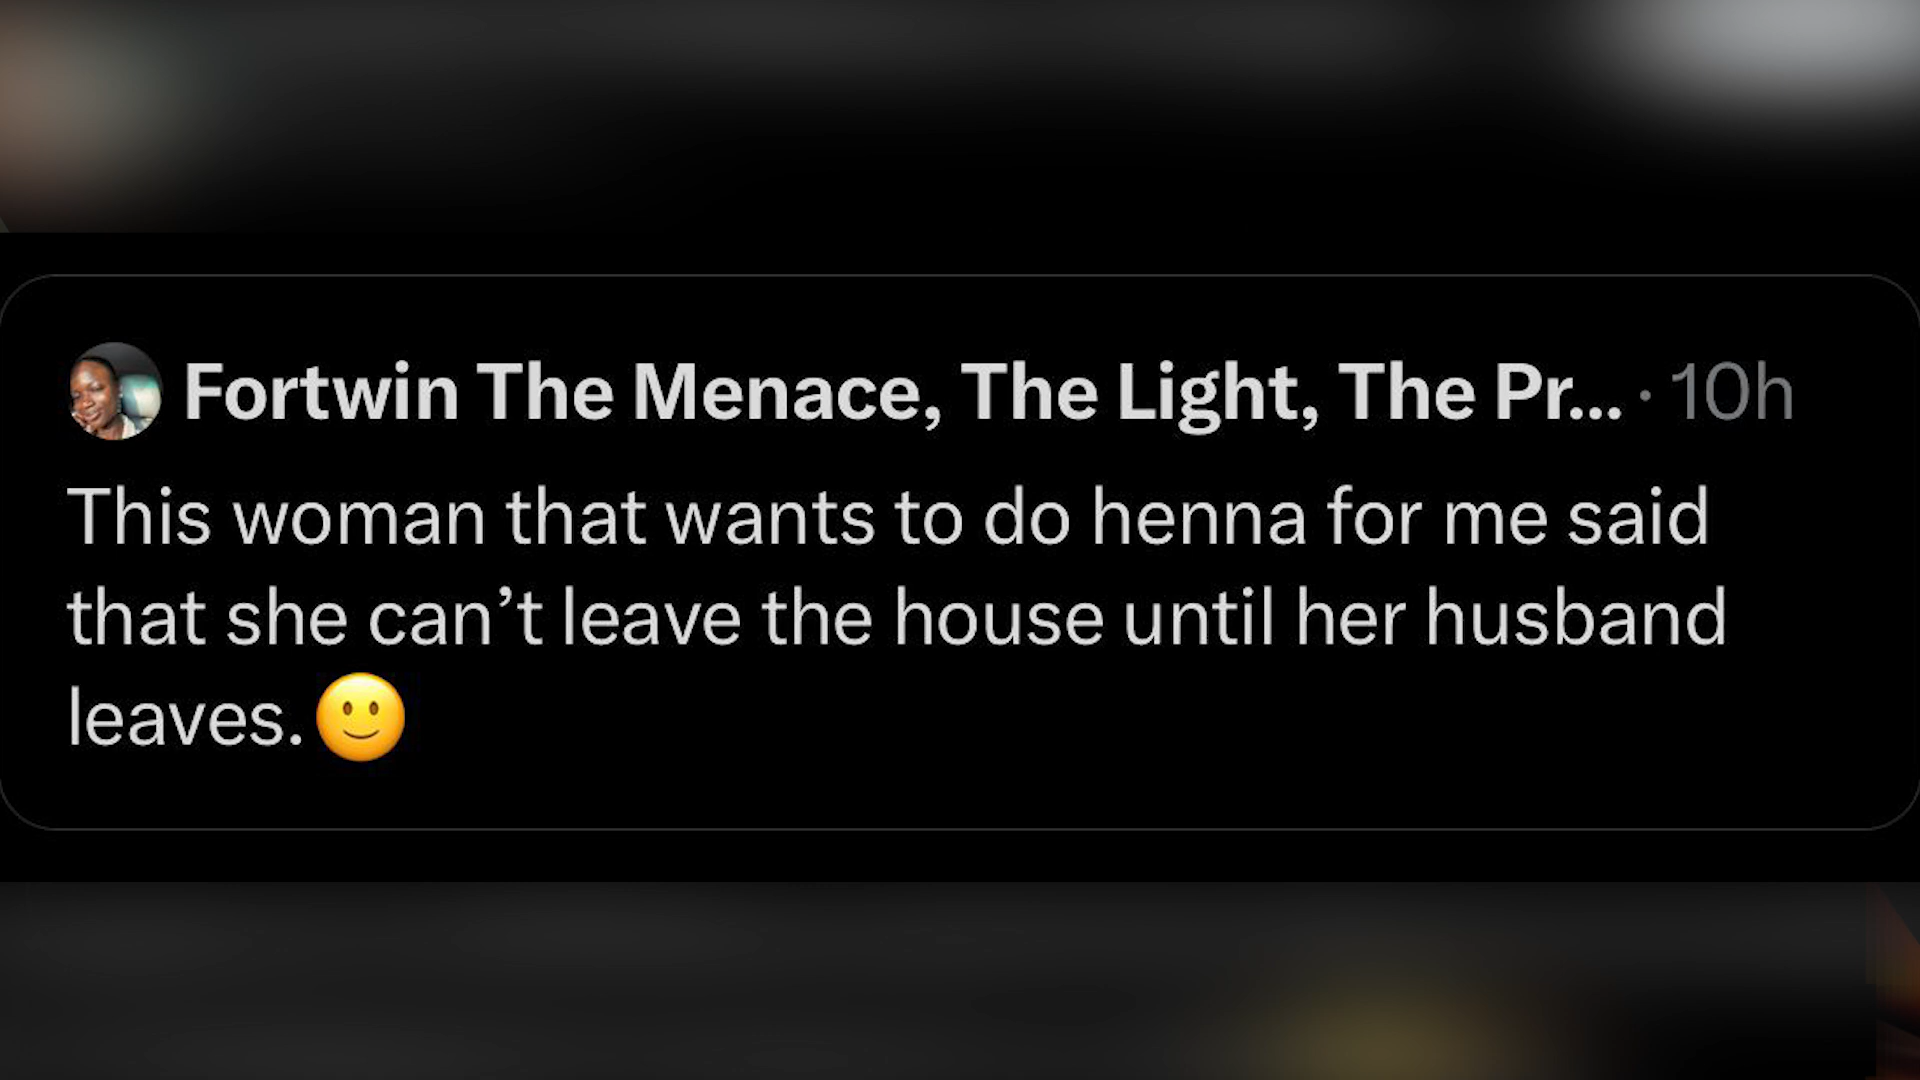 Fortwin The Menace, The Light, The Pr... · 10h
This woman that wants to do henna for me said
that she can’t leave the house until her husband
leaves. 🙂